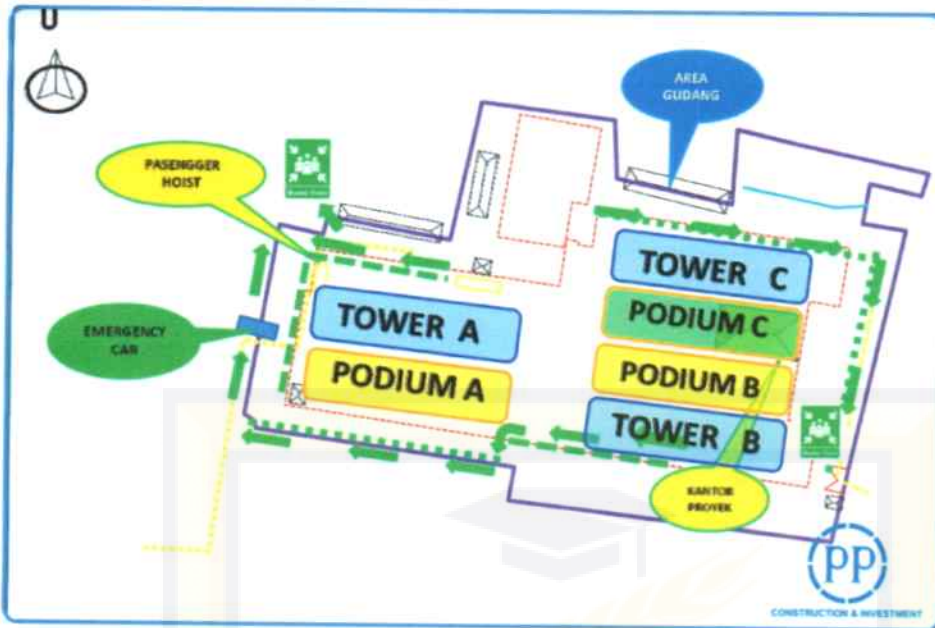 U
AREA
GUDANG
PASENGGER
HOIST
TOWER C
TOWER A
PODIUM C
EMERGENCY
CAR
PODIUM A
PODIUM B
TOWER B
KANTOR
PROYEK
PP
CONSTRUCTION & INVESTMENT